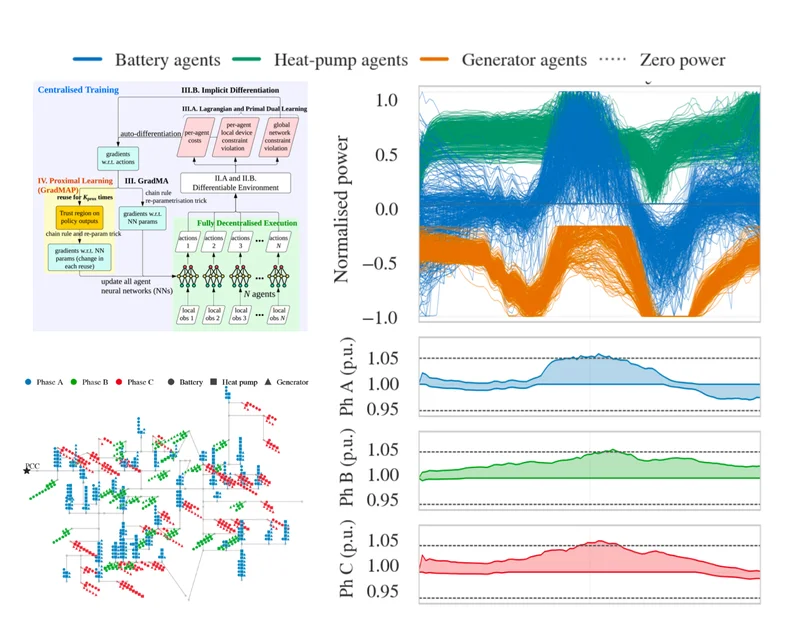 Battery agents Heat-pump agents Generator agents Zero power
Centralised Training
III.B. Implicit Differentiation
III.A. Lagrangian and Primal Dual Learning
auto-differentiation
per-agent
costs
per-agent
local device
constraint
violation
global
network
constraint
violation
gradients
w.r.t. actions
IV. Proximal Learning
(GradMAP)
III. GradMA
reuse for Kprox times
chain rule
re-parametrisation trick
II.A and II.B.
Differentiable Environment
Trust region on
policy outputs
gradients w.r.t.
NN params
chain rule and re-param trick
Fully Decentralised Execution
gradients w.r.t. NN
params (change in
each reuse)
actions
1
actions
2
actions
3
...
actions
N
update all agent
neural networks (NNs)
...
N agents
local
obs 1
local
obs 2
local
obs 3
...
local
obs N
Phase A Phase B Phase C Battery Heat pump Generator
PCC
Normalised power
1.0
0.5
0.0
−0.5
−1.0
Ph A (p.u.)
1.05
1.00
0.95
Ph B (p.u.)
1.05
1.00
0.95
Ph C (p.u.)
1.05
1.00
0.95